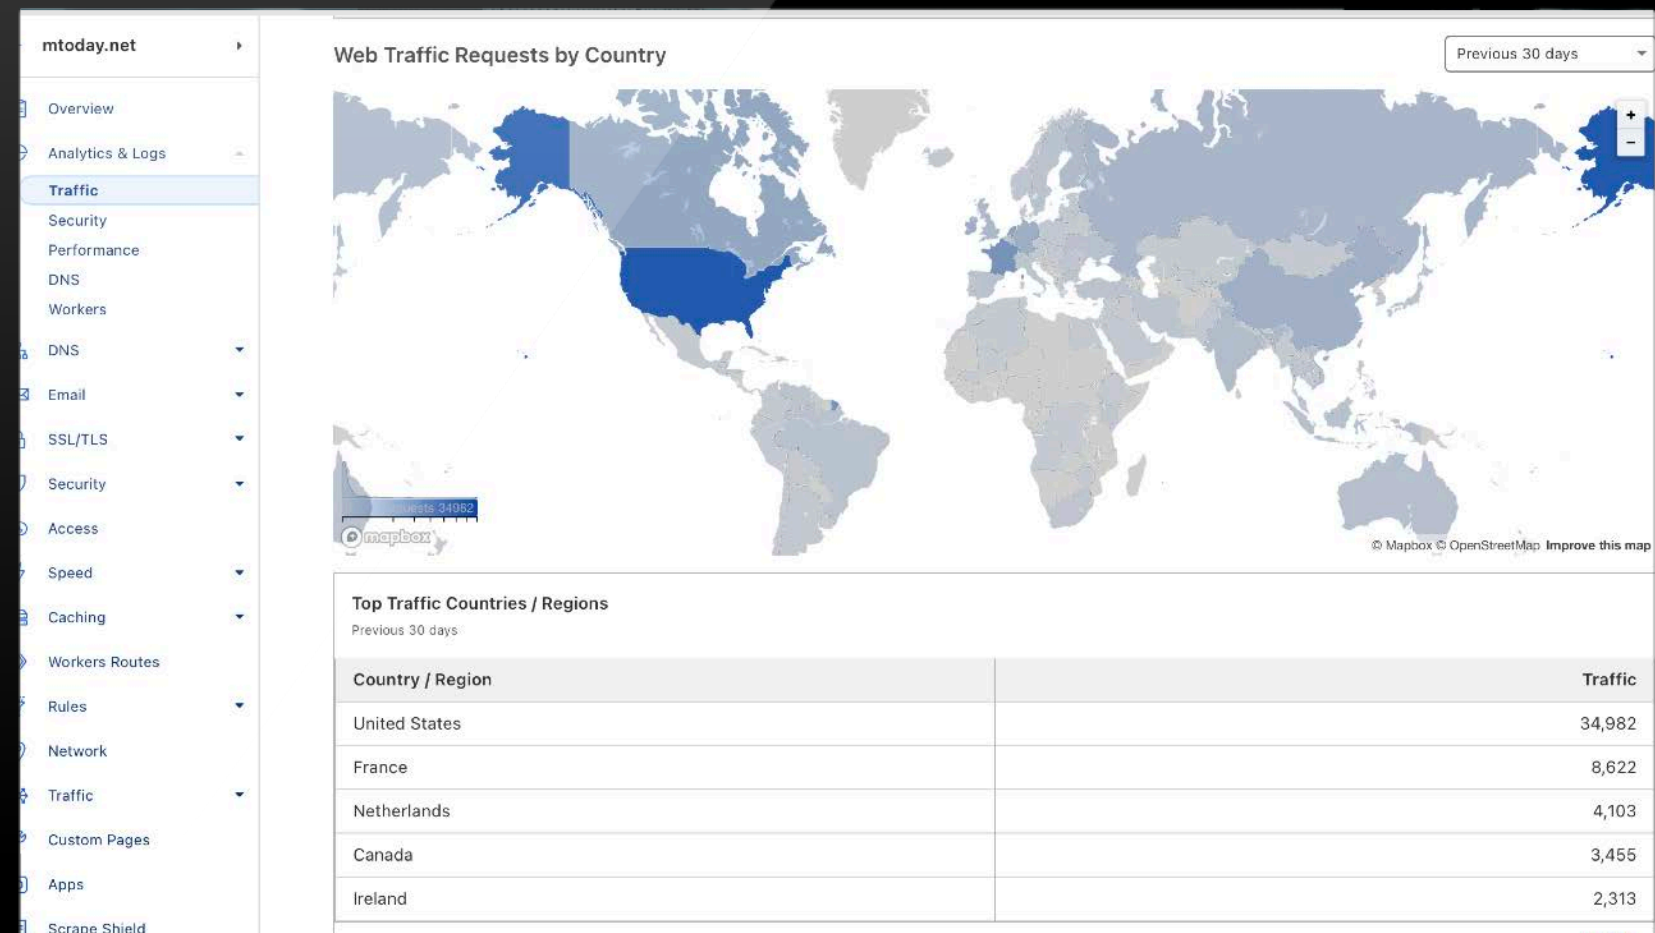 mtoday.net
Overview
Analytics & Logs
Traffic
Security
Performance
DNS
Workers
DNS
Email
SSL/TLS
Security
Access
Speed
Caching
Workers Routes
Rules
Network
Traffic
Custom Pages
Apps
Scrape Shield
Web Traffic Requests by Country
Previous 30 days
+
−
34982
mapbox
© Mapbox © OpenStreetMap Improve this map
Top Traffic Countries / Regions
Previous 30 days
Country / Region Traffic
United States 34,982
France 8,622
Netherlands 4,103
Canada 3,455
Ireland 2,313